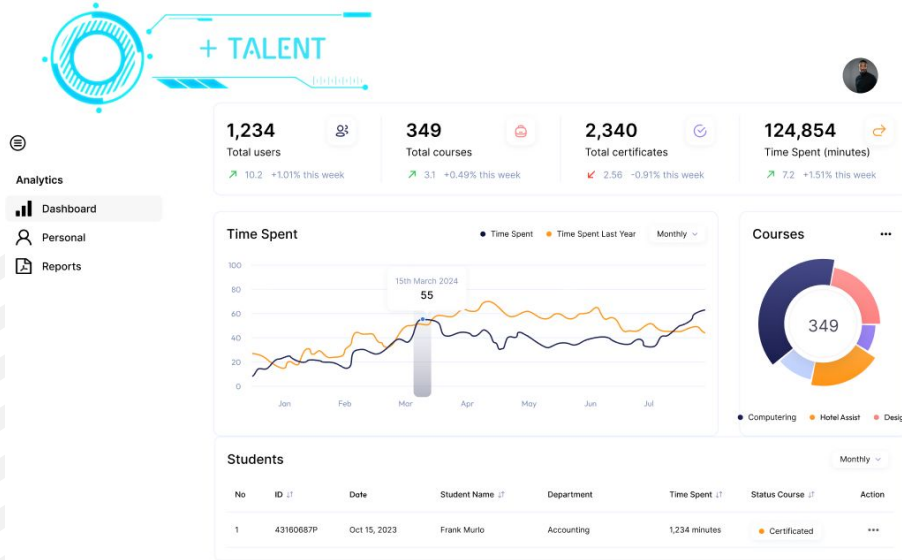 + TALENT
Analytics
Dashboard
Personal
Reports
1,234
Total users
10.2 +1.01% this week
349
Total courses
3.1 +0.49% this week
2,340
Total certificates
2.56 -0.91% this week
124,854
Time Spent (minutes)
7.2 +1.51% this week
Time Spent
Time Spent Time Spent Last Year Monthly
15th March 2024
55
100
80
60
40
20
0
Jan Feb Mar Apr May Jun Jul
Courses
349
Computering Hotel Assist
Students
Monthly
No ID Date Student Name Department Time Spent Status Course Action
1 43160687P Oct 15, 2023 Frank Murlo Accounting 1,234 minutes Certificated